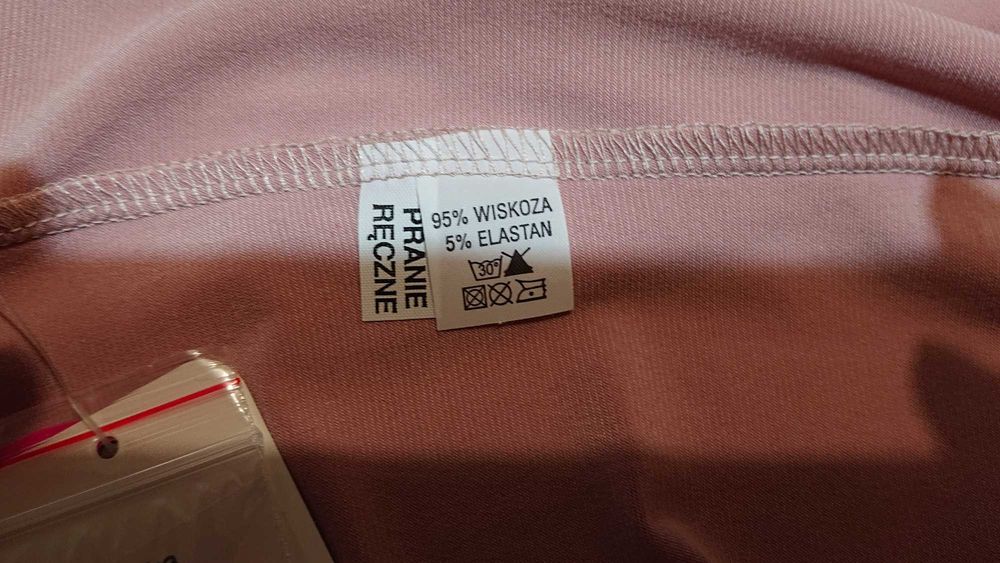 PRANIE
RĘCZNE
95% WISKOZA
5% ELASTAN
30°